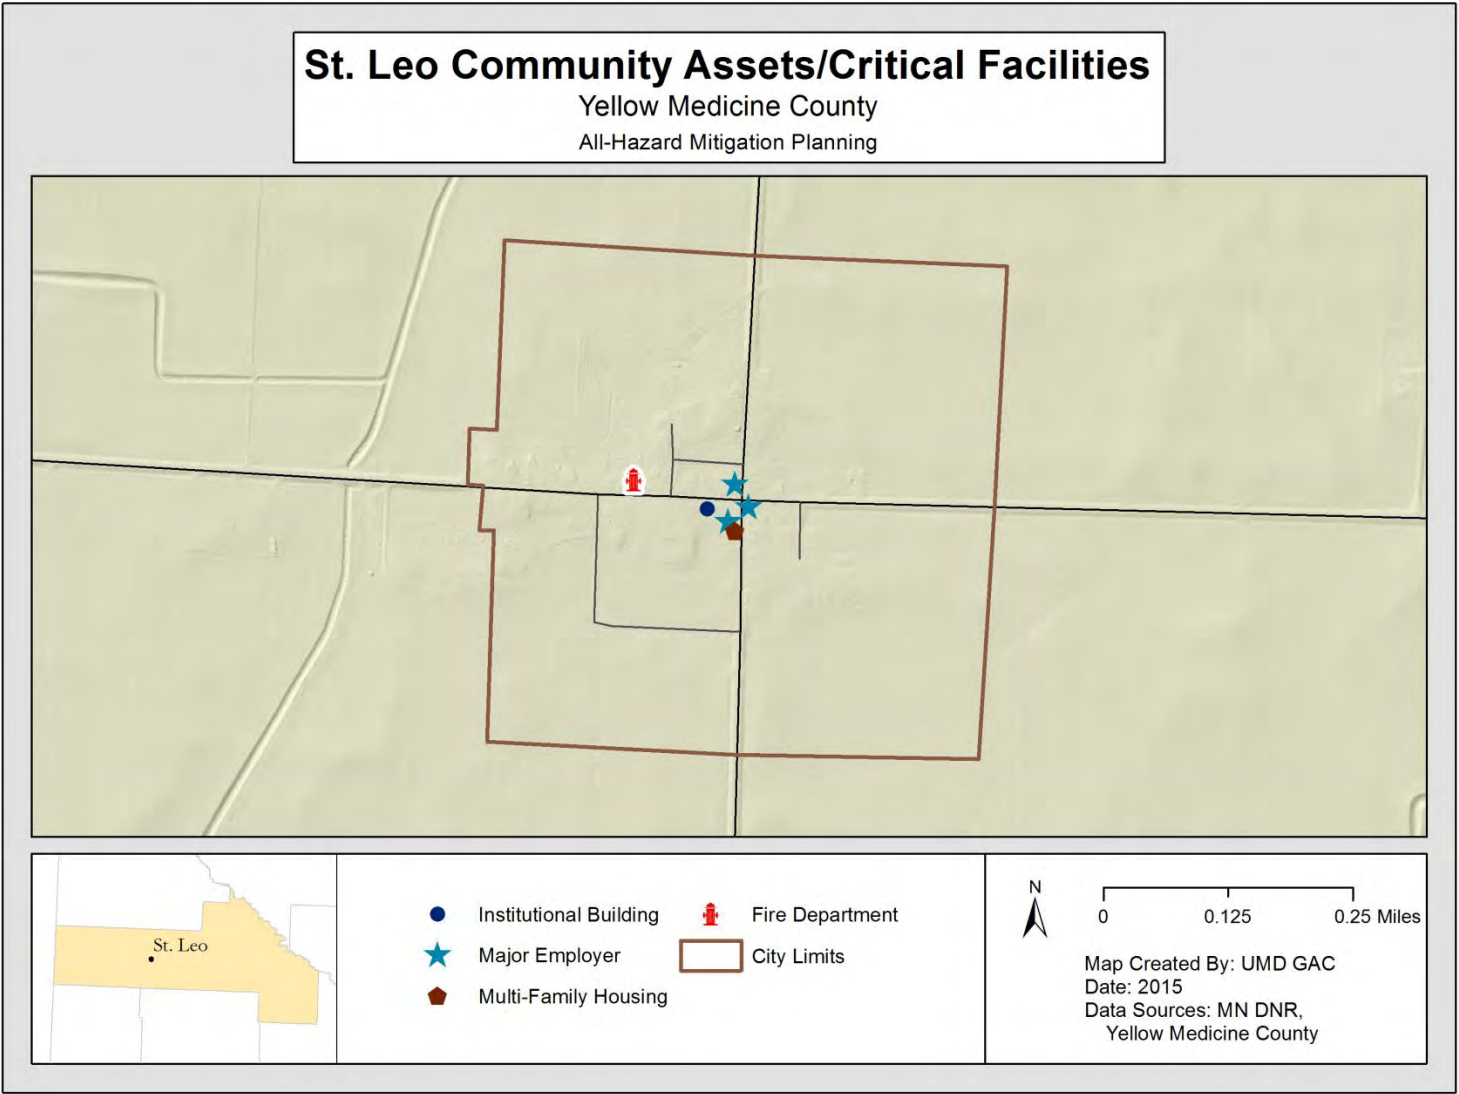 St. Leo Community Assets/Critical Facilities
Yellow Medicine County
All-Hazard Mitigation Planning
St. Leo
Institutional Building
Major Employer
Multi-Family Housing
Fire Department
City Limits
N
0 0.125 0.25 Miles
Map Created By: UMD GAC
Date: 2015
Data Sources: MN DNR,
Yellow Medicine County